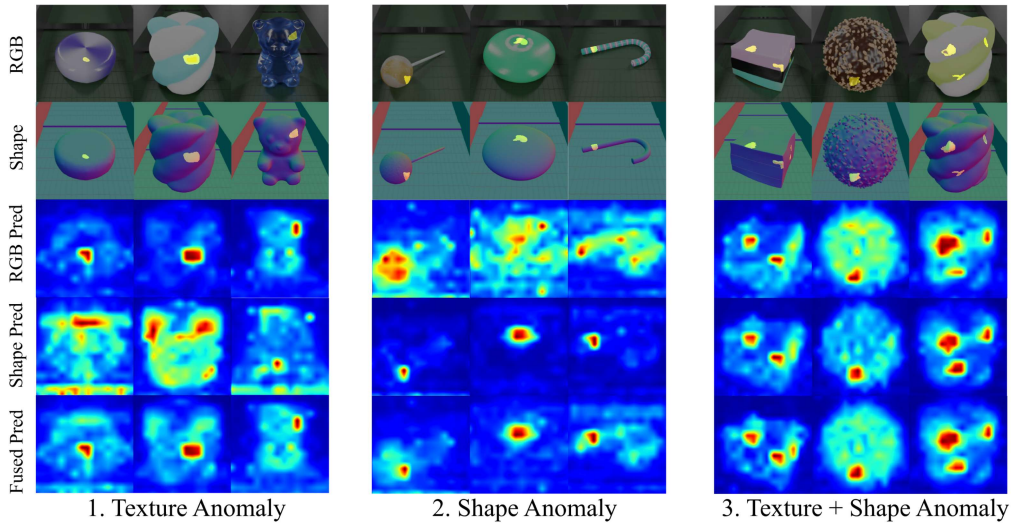 RGB
Shape
RGB Pred
Shape Pred
Fused Pred
1. Texture Anomaly
2. Shape Anomaly
3. Texture + Shape Anomaly